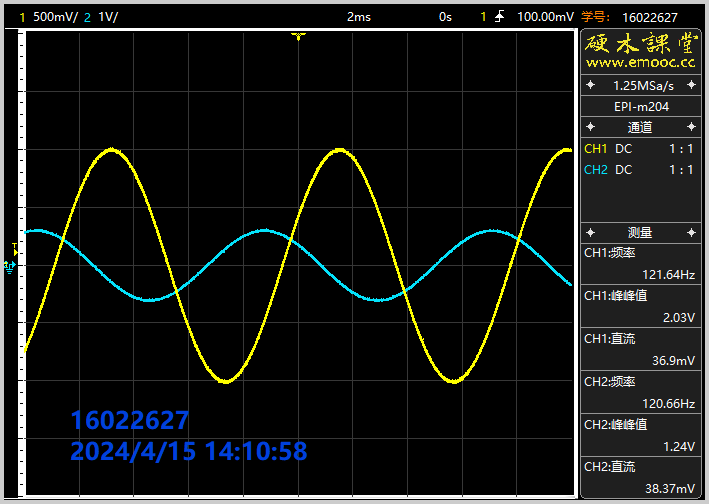 1 500mV/ 2 1V/ 2ms 0s 1 100.00mV 学号: 16022627
硬木課堂
www.emooc.cc
1.25MSa/s
EPI-m204
通道
CH1 DC 1 : 1
CH2 DC 1 : 1
测量
CH1:频率
121.64Hz
CH1:峰峰值
2.03V
CH1:直流
36.9mV
CH2:频率
120.66Hz
CH2:峰峰值
1.24V
CH2:直流
38.37mV
T
16022627
2024/4/15 14:10:58